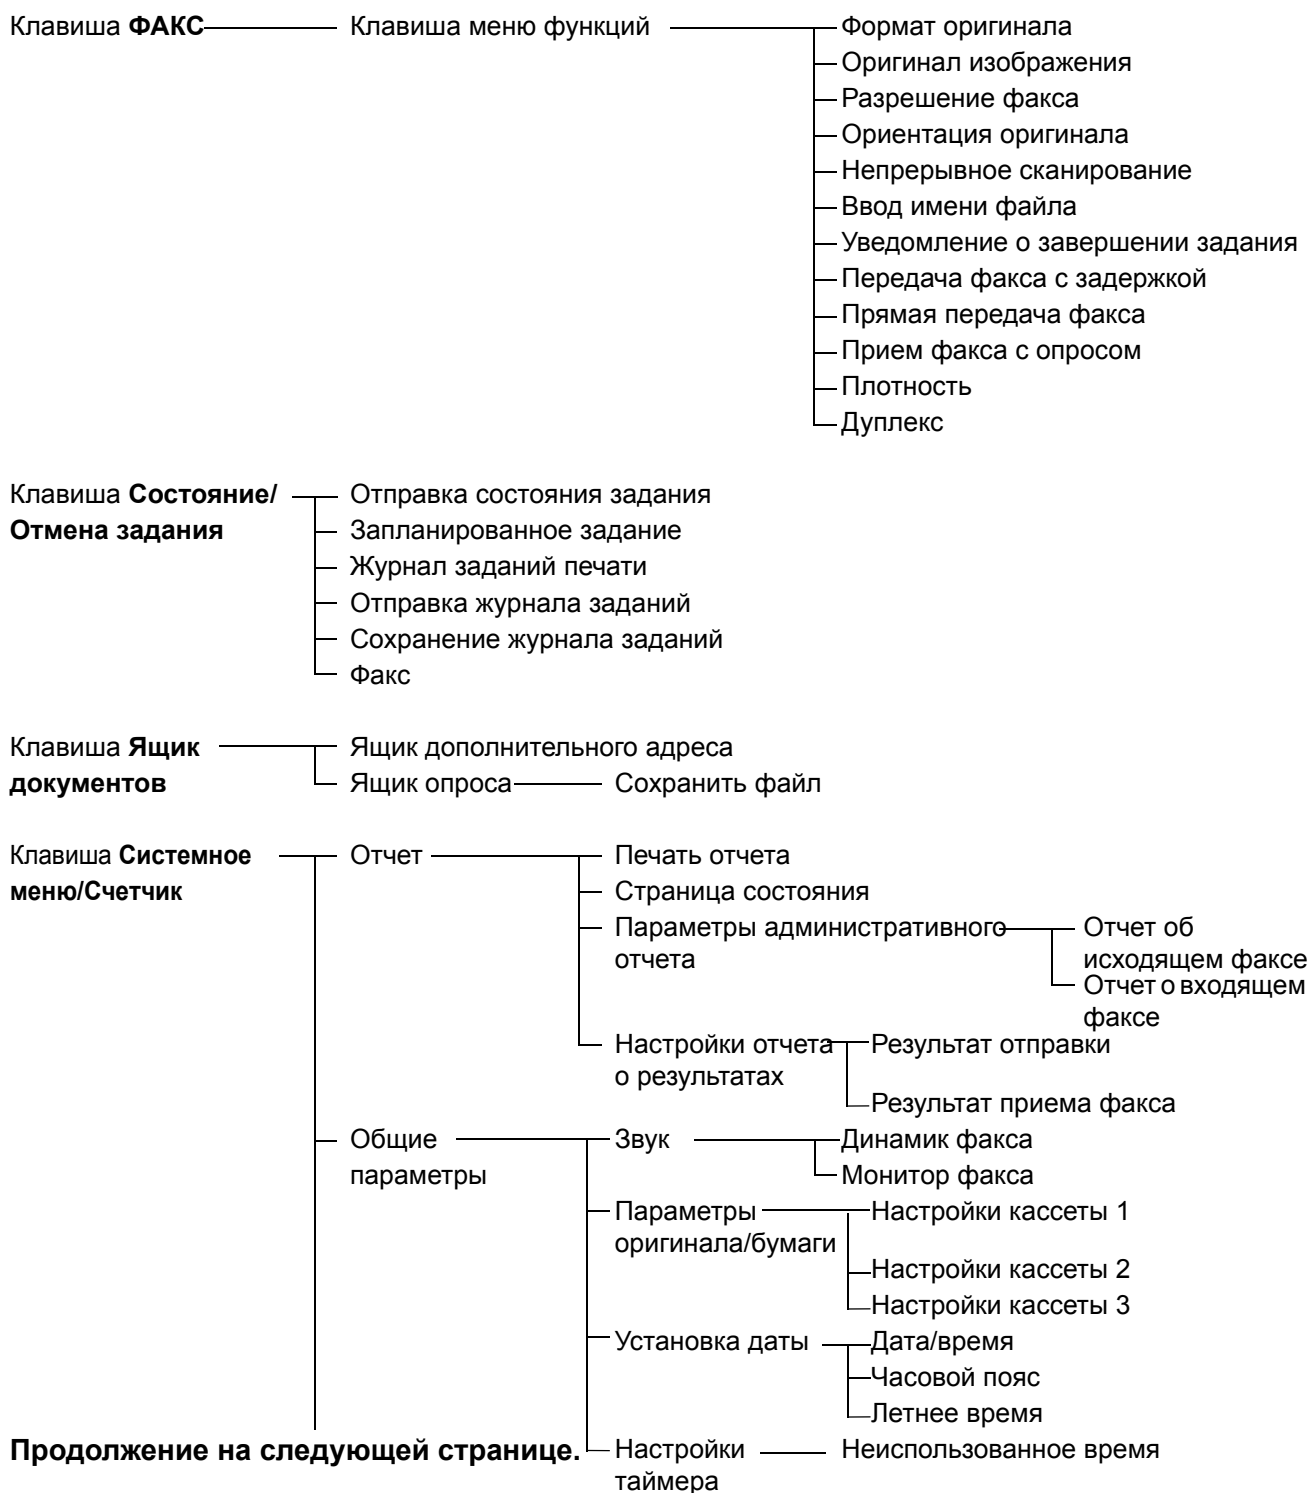 Клавиша ФАКС Клавиша меню функций Формат оригинала
Оригинал изображения
Разрешение факса
Ориентация оригинала
Непрерывное сканирование
Ввод имени файла
Уведомление о завершении задания
Передача факса с задержкой
Прямая передача факса
Прием факса с опросом
Плотность
Дуплекс
Клавиша Состояние/ Отправка состояния задания
Отмена задания Запланированное задание
Журнал заданий печати
Отправка журнала заданий
Сохранение журнала заданий
Факс
Клавиша Ящик Ящик дополнительного адреса
документов Ящик опроса Сохранить файл
Клавиша Системное Отчет Печать отчета
меню/Счетчик Страница состояния
Параметры административного Отчет об
отчета исходящем факсе
Отчет о входящем
факсе
Настройки отчета Результат отправки
о результатах
Результат приема факса
Общие Звук Динамик факса
параметры Монитор факса
Параметры Настройки кассеты 1
оригинала/бумаги
Настройки кассеты 2
Настройки кассеты 3
Установка даты Дата/время
Часовой пояс
Летнее время
Продолжение на следующей странице. Настройки Неиспользованное время
таймера